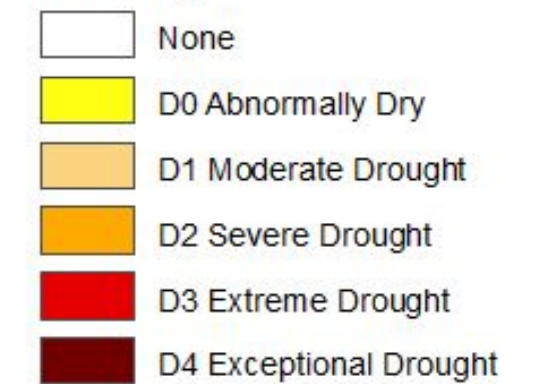 None
D0 Abnormally Dry
D1 Moderate Drought
D2 Severe Drought
D3 Extreme Drought
D4 Exceptional Drought